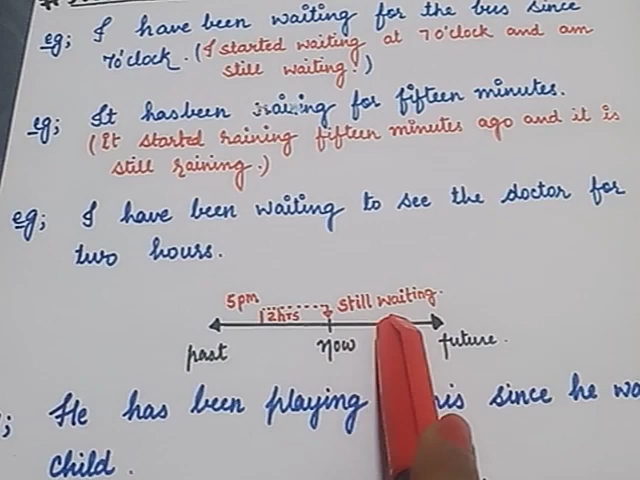 eg; I have been waiting for the bus since
7o'clock. (I started waiting at 7 o'clock and am
still waiting.)
eg; It hasbeen raining for fifteen minutes.
(It started raining fifteen minutes ago and it is
still raining.)
eg; I have been waiting to see the doctor for
two hours.
5pm still waiting.
12hrs
past now future.
; He has been playing is since he wa
child.